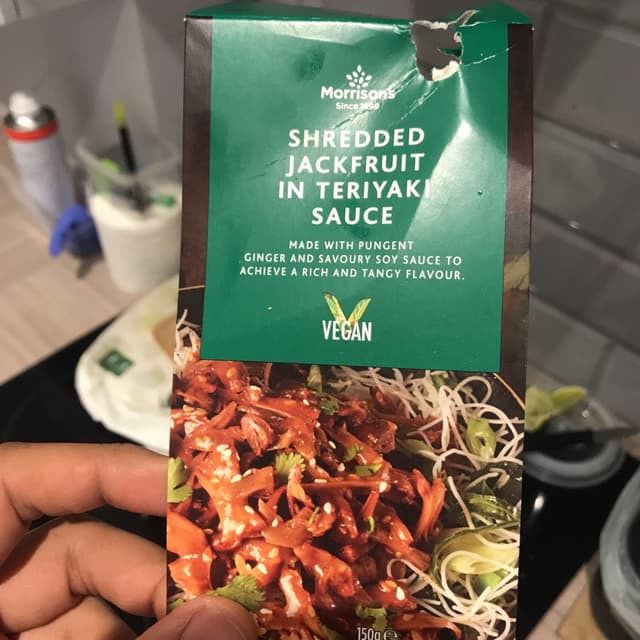 Morrisons
Since 1899
SHREDDED
JACKFRUIT
IN TERIYAKI
SAUCE
MADE WITH PUNGENT
GINGER AND SAVOURY SOY SAUCE TO
ACHIEVE A RICH AND TANGY FLAVOUR.
V
VEGAN
150g e